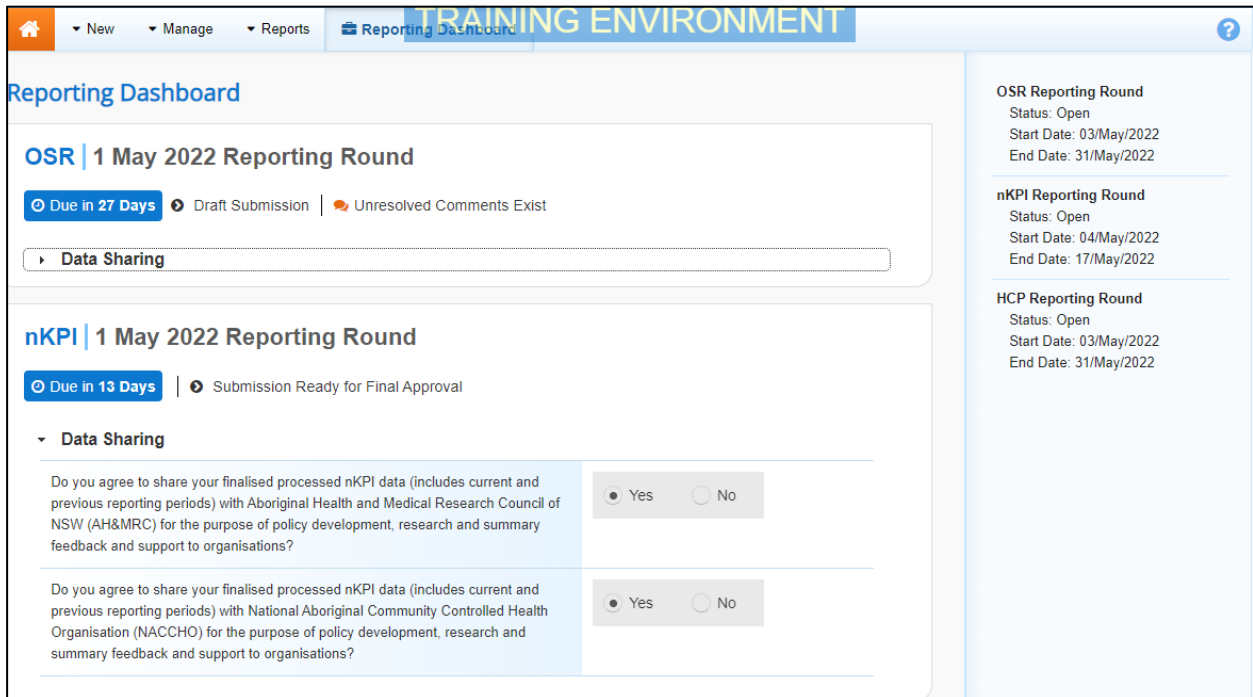 TRAINING ENVIRONMENT
New Manage Reports Reporting Dashboard
Reporting Dashboard
OSR | 1 May 2022 Reporting Round
Due in 27 Days Draft Submission | Unresolved Comments Exist
Data Sharing
nKPI | 1 May 2022 Reporting Round
Due in 13 Days | Submission Ready for Final Approval
Data Sharing
Do you agree to share your finalised processed nKPI data (includes current and
previous reporting periods) with Aboriginal Health and Medical Research Council of
NSW (AH&MRC) for the purpose of policy development, research and summary
feedback and support to organisations?
Yes No
Do you agree to share your finalised processed nKPI data (includes current and
previous reporting periods) with National Aboriginal Community Controlled Health
Organisation (NACCHO) for the purpose of policy development, research and
summary feedback and support to organisations?
Yes No
?
OSR Reporting Round
Status: Open
Start Date: 03/May/2022
End Date: 31/May/2022
nKPI Reporting Round
Status: Open
Start Date: 04/May/2022
End Date: 17/May/2022
HCP Reporting Round
Status: Open
Start Date: 03/May/2022
End Date: 31/May/2022